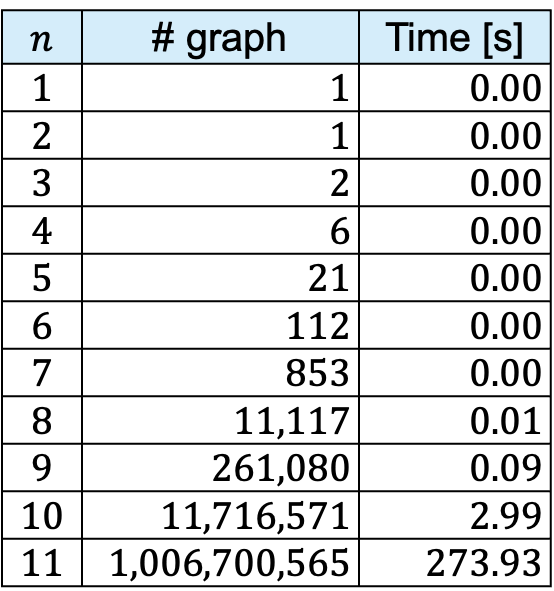 n # graph Time [s]
1 1 0.00
2 1 0.00
3 2 0.00
4 6 0.00
5 21 0.00
6 112 0.00
7 853 0.00
8 11,117 0.01
9 261,080 0.09
10 11,716,571 2.99
11 1,006,700,565 273.93